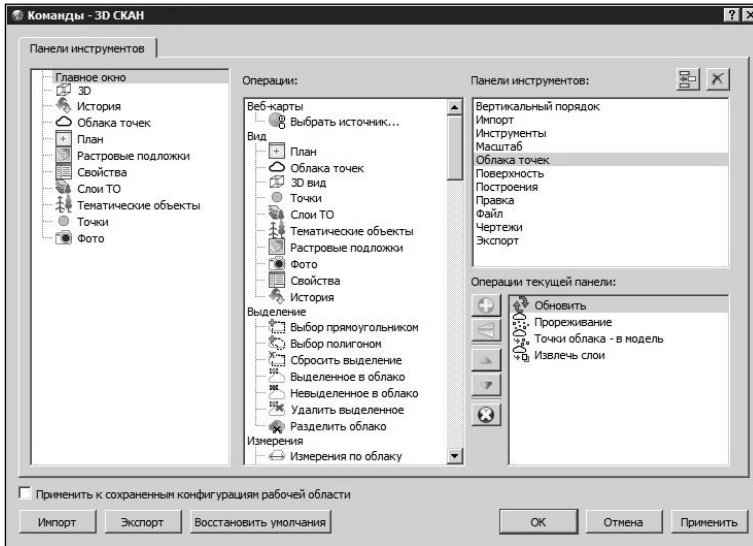 Команды - 3D СКАН
Панели инструментов
Главное окно
3D
История
Облака точек
План
Растровые подложки
Свойства
Слои ТО
Тематические объекты
Точки
Фото
Операции:
Веб-карты
Выбрать источник...
Вид
План
Облака точек
3D вид
Точки
Слои ТО
Тематические объекты
Растровые подложки
Фото
Свойства
История
Выделение
Выбор прямоугольником
Выбор полигоном
Сбросить выделение
Выделенное в облако
Невыделенное в облако
Удалить выделенное
Разделить облако
Измерения
Измерения по облаку
Панели инструментов:
Вертикальный порядок
Импорт
Инструменты
Масштаб
Облака точек
Поверхность
Построения
Правка
Файл
Чертежи
Экспорт
Операции текущей панели:
Обновить
Прореживание
Точки облака - в модель
Извлечь слои
Применить к сохраненным конфигурациям рабочей области
Импорт
Экспорт
Восстановить умолчания
ОК
Отмена
Применить